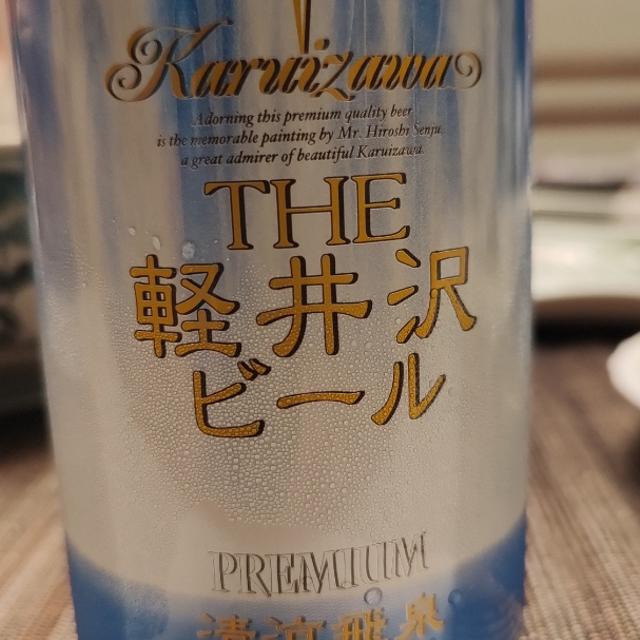 Karuizawa
Adorning this premium quality beer
is the memorable painting by Mr. Hiroshi Senju,
a great admirer of beautiful Karuizawa.
THE
軽井沢
ビール
PREMIUM
清涼飛泉